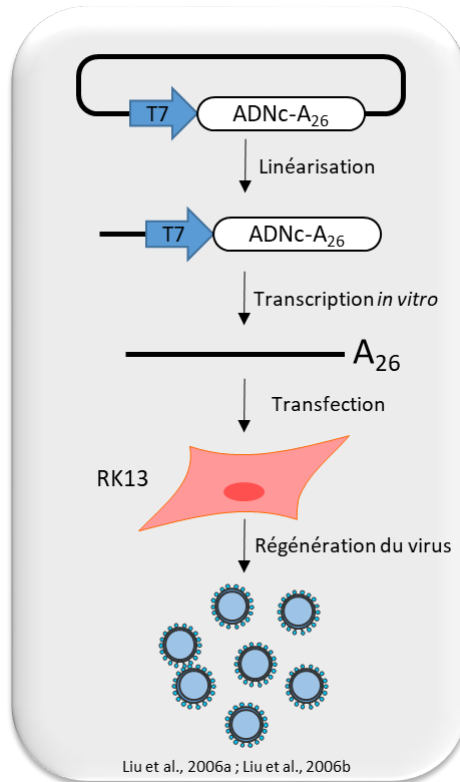 T7 ADNc-A26
Linéarisation
T7 ADNc-A26
Transcription in vitro
A26
Transfection
RK13
Régénération du virus
Liu et al., 2006a ; Liu et al., 2006b